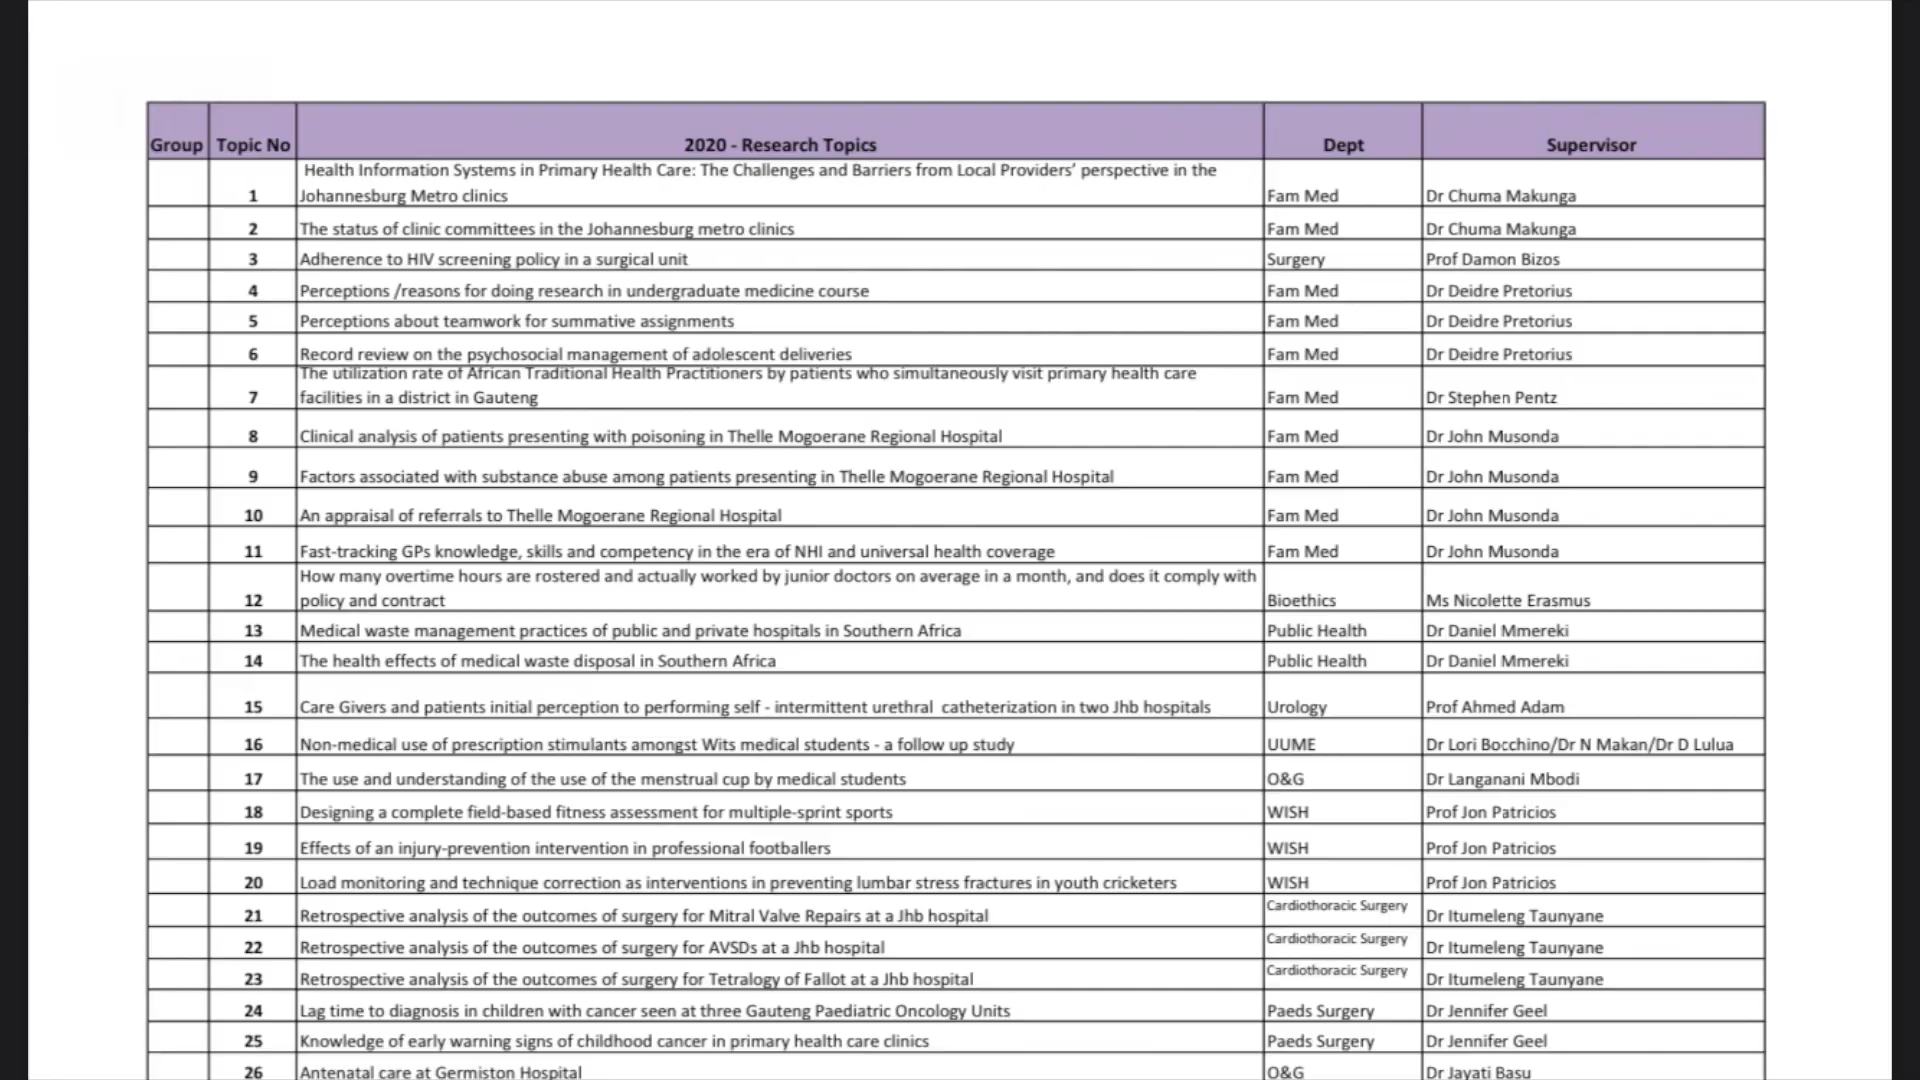 Group Topic No 2020 - Research Topics Dept Supervisor
Health Information Systems in Primary Health Care: The Challenges and Barriers from Local Providers’ perspective in the
1 Johannesburg Metro clinics Fam Med Dr Chuma Makunga
2 The status of clinic committees in the Johannesburg metro clinics Fam Med Dr Chuma Makunga
3 Adherence to HIV screening policy in a surgical unit Surgery Prof Damon Bizos
4 Perceptions /reasons for doing research in undergraduate medicine course Fam Med Dr Deidre Pretorius
5 Perceptions about teamwork for summative assignments Fam Med Dr Deidre Pretorius
6 Record review on the psychosocial management of adolescent deliveries Fam Med Dr Deidre Pretorius
The utilization rate of African Traditional Health Practitioners by patients who simultaneously visit primary health care
7 facilities in a district in Gauteng Fam Med Dr Stephen Pentz
8 Clinical analysis of patients presenting with poisoning in Thelle Mogoerane Regional Hospital Fam Med Dr John Musonda
9 Factors associated with substance abuse among patients presenting in Thelle Mogoerane Regional Hospital Fam Med Dr John Musonda
10 An appraisal of referrals to Thelle Mogoerane Regional Hospital Fam Med Dr John Musonda
11 Fast-tracking GPs knowledge, skills and competency in the era of NHI and universal health coverage Fam Med Dr John Musonda
How many overtime hours are rostered and actually worked by junior doctors on average in a month, and does it comply with
12 policy and contract Bioethics Ms Nicolette Erasmus
13 Medical waste management practices of public and private hospitals in Southern Africa Public Health Dr Daniel Mmereki
14 The health effects of medical waste disposal in Southern Africa Public Health Dr Daniel Mmereki
15 Care Givers and patients initial perception to performing self - intermittent urethral catheterization in two Jhb hospitals Urology Prof Ahmed Adam
16 Non-medical use of prescription stimulants amongst Wits medical students - a follow up study UUME Dr Lori Bocchino/Dr N Makan/Dr D Lulua
17 The use and understanding of the use of the menstrual cup by medical students O&G Dr Langanani Mbodi
18 Designing a complete field-based fitness assessment for multiple-sprint sports WISH Prof Jon Patricios
19 Effects of an injury-prevention intervention in professional footballers WISH Prof Jon Patricios
20 Load monitoring and technique correction as interventions in preventing lumbar stress fractures in youth cricketers WISH Prof Jon Patricios
21 Retrospective analysis of the outcomes of surgery for Mitral Valve Repairs at a Jhb hospital Cardiothoracic Surgery Dr Itumeleng Taunyane
22 Retrospective analysis of the outcomes of surgery for AVSDs at a Jhb hospital Cardiothoracic Surgery Dr Itumeleng Taunyane
23 Retrospective analysis of the outcomes of surgery for Tetralogy of Fallot at a Jhb hospital Cardiothoracic Surgery Dr Itumeleng Taunyane
24 Lag time to diagnosis in children with cancer seen at three Gauteng Paediatric Oncology Units Paeds Surgery Dr Jennifer Geel
25 Knowledge of early warning signs of childhood cancer in primary health care clinics Paeds Surgery Dr Jennifer Geel
26 Antenatal care at Germiston Hospital O&G Dr Jayati Basu